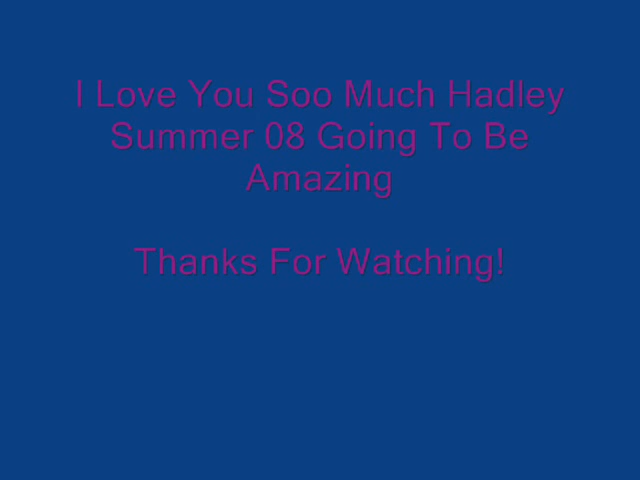 I Love You Soo Much Hadley
Summer 08 Going To Be
Amazing
Thanks For Watching!